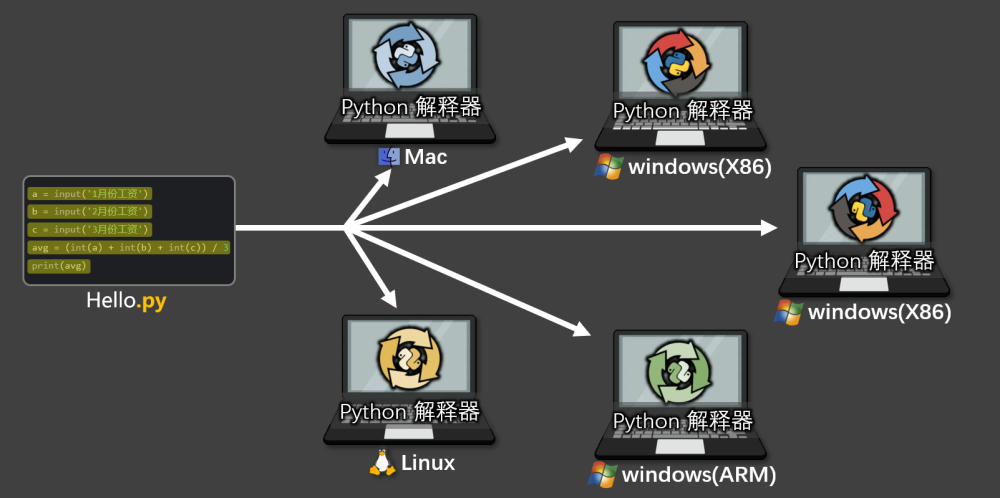 a = input('1月份工资')
b = input('2月份工资')
c = input('3月份工资')
avg = (int(a) + int(b) + int(c)) / 3
print(avg)
Hello.py
Python 解释器
Mac
Python 解释器
windows(X86)
Python 解释器
windows(X86)
Python 解释器
Linux
Python 解释器
windows(ARM)